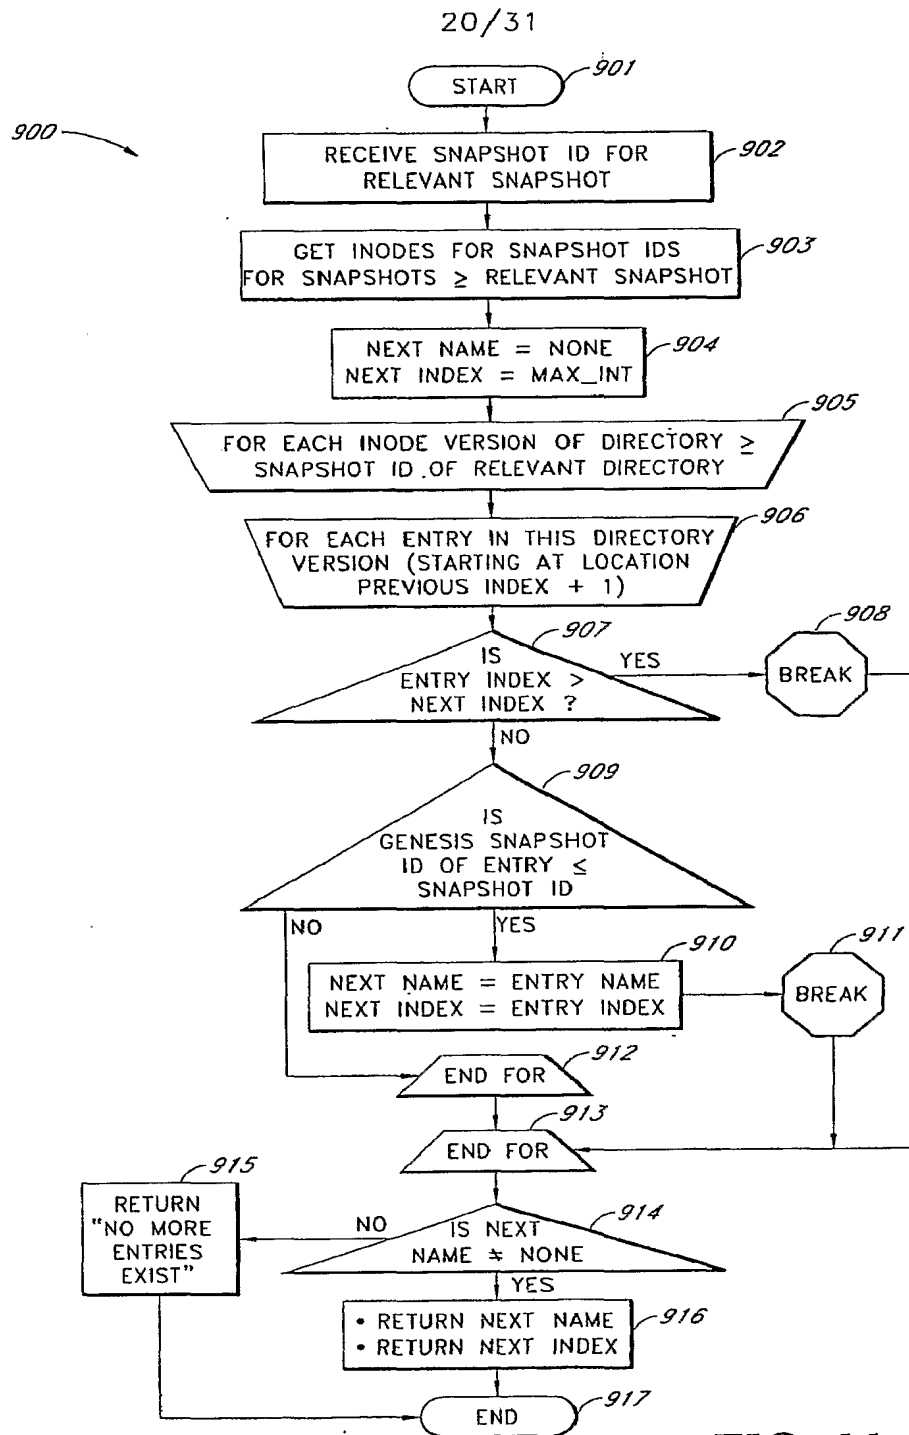 20/31
START
901
900
RECEIVE SNAPSHOT ID FOR
RELEVANT SNAPSHOT
902
GET INODES FOR SNAPSHOT IDS
FOR SNAPSHOTS ≥ RELEVANT SNAPSHOT
903
NEXT NAME = NONE
NEXT INDEX = MAX_INT
904
905
FOR EACH INODE VERSION OF DIRECTORY ≥
SNAPSHOT ID OF RELEVANT DIRECTORY
906
FOR EACH ENTRY IN THIS DIRECTORY
VERSION (STARTING AT LOCATION
PREVIOUS INDEX + 1)
907
IS
ENTRY INDEX >
NEXT INDEX ?
YES
908
BREAK
NO
909
IS
GENESIS SNAPSHOT
ID OF ENTRY ≤
SNAPSHOT ID
NO
YES
910
NEXT NAME = ENTRY NAME
NEXT INDEX = ENTRY INDEX
911
BREAK
912
END FOR
913
END FOR
914
IS NEXT
NAME ≠ NONE
NO
915
RETURN
"NO MORE
ENTRIES
EXIST"
YES
• RETURN NEXT NAME
• RETURN NEXT INDEX
916
917
END